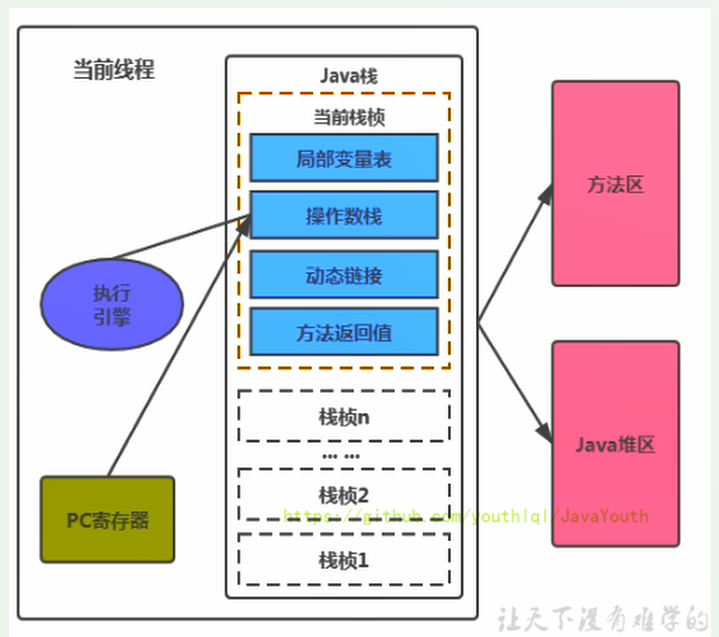 当前线程
Java栈
当前栈桢
局部变量表
操作数栈
动态链接
方法返回值
栈桢n
... ...
栈桢2
栈桢1
执行
引擎
PC寄存器
方法区
Java堆区
https://github.com/youthlql/JavaYouth
让天下没有难学的